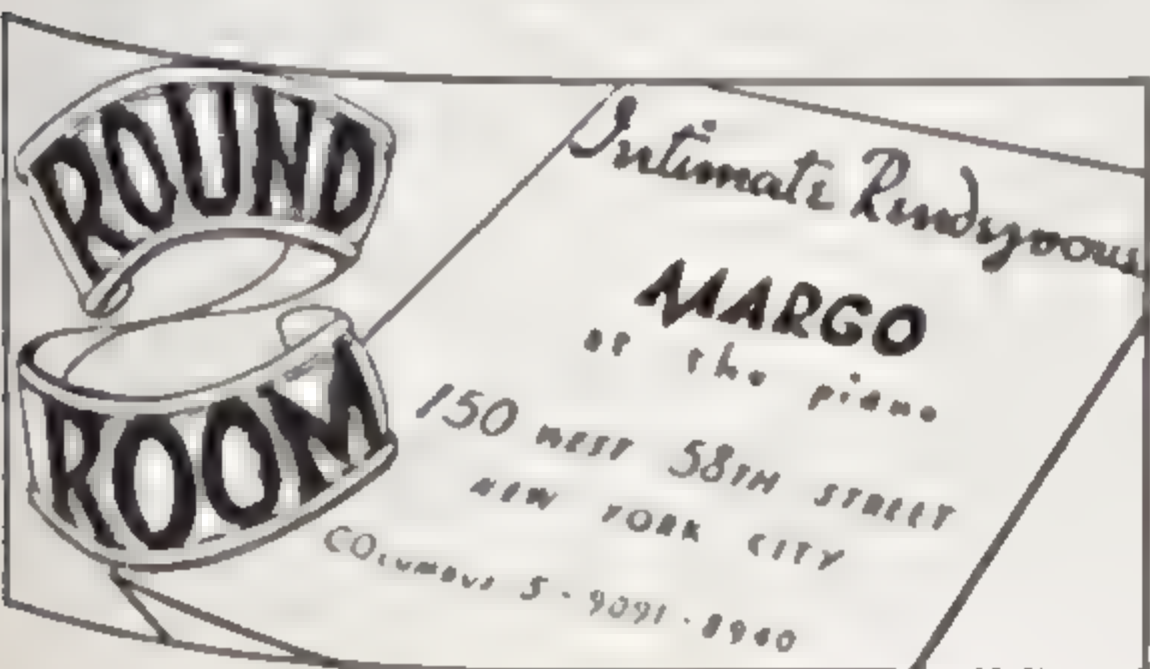 ROUND
ROOM
Intimate Rendezvous
MARGO
at the piano
150 WEST 58TH STREET
NEW YORK CITY
COlumbus 5-9091-8940